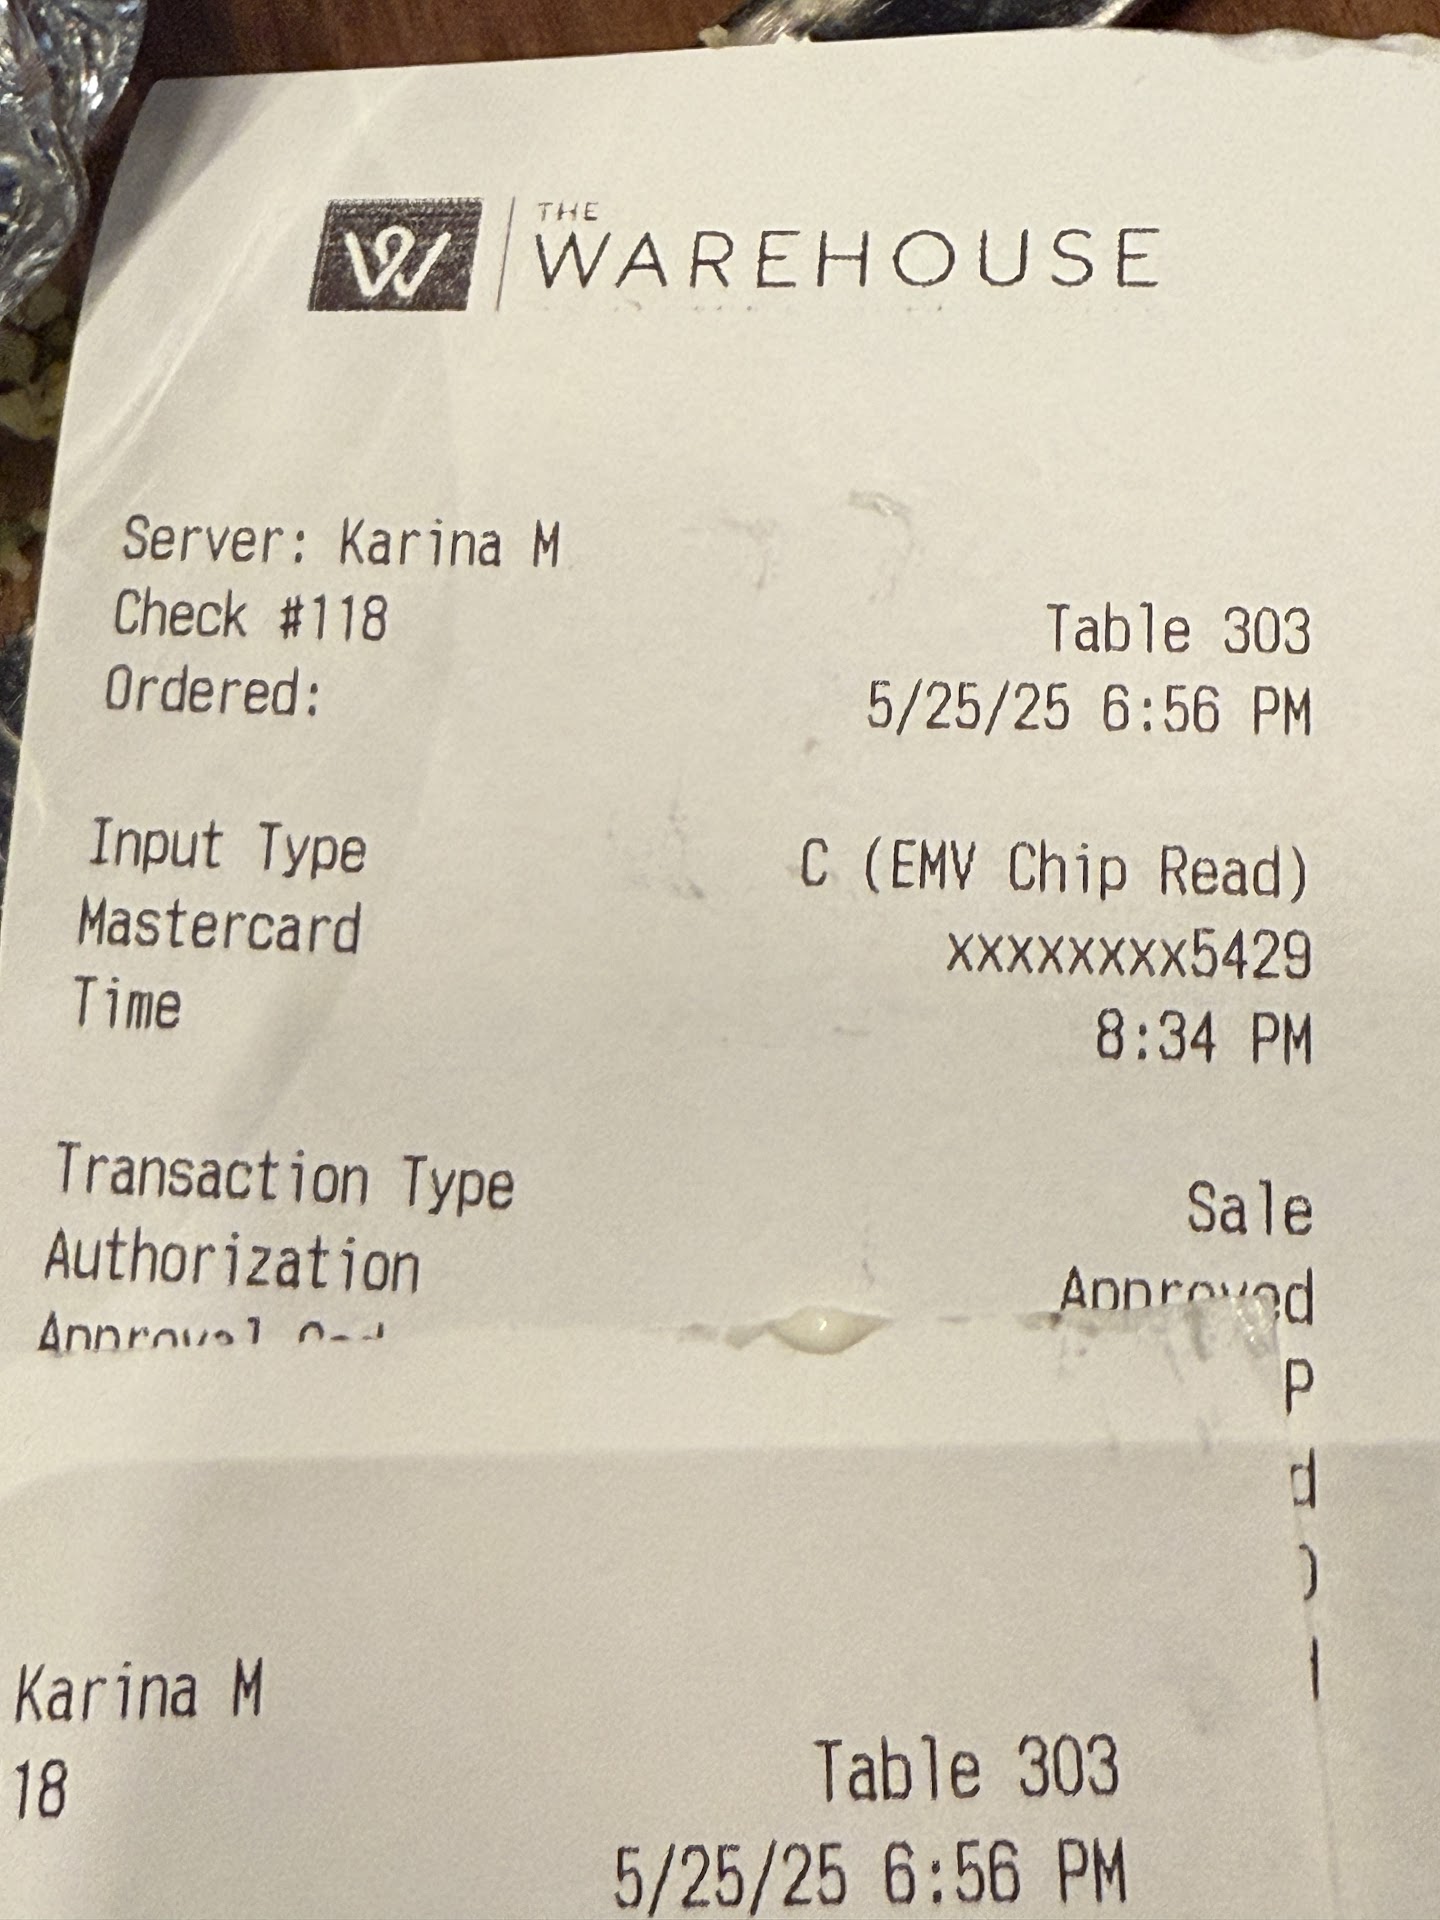 W THE
WAREHOUSE
Server: Karina M
Check #118 Table 303
Ordered: 5/25/25 6:56 PM
Input Type C (EMV Chip Read)
Mastercard xxxxxxxx5429
Time 8:34 PM
Transaction Type Sale
Authorization Approved
Approval
P
d
)
Karina M
18 Table 303
5/25/25 6:56 PM